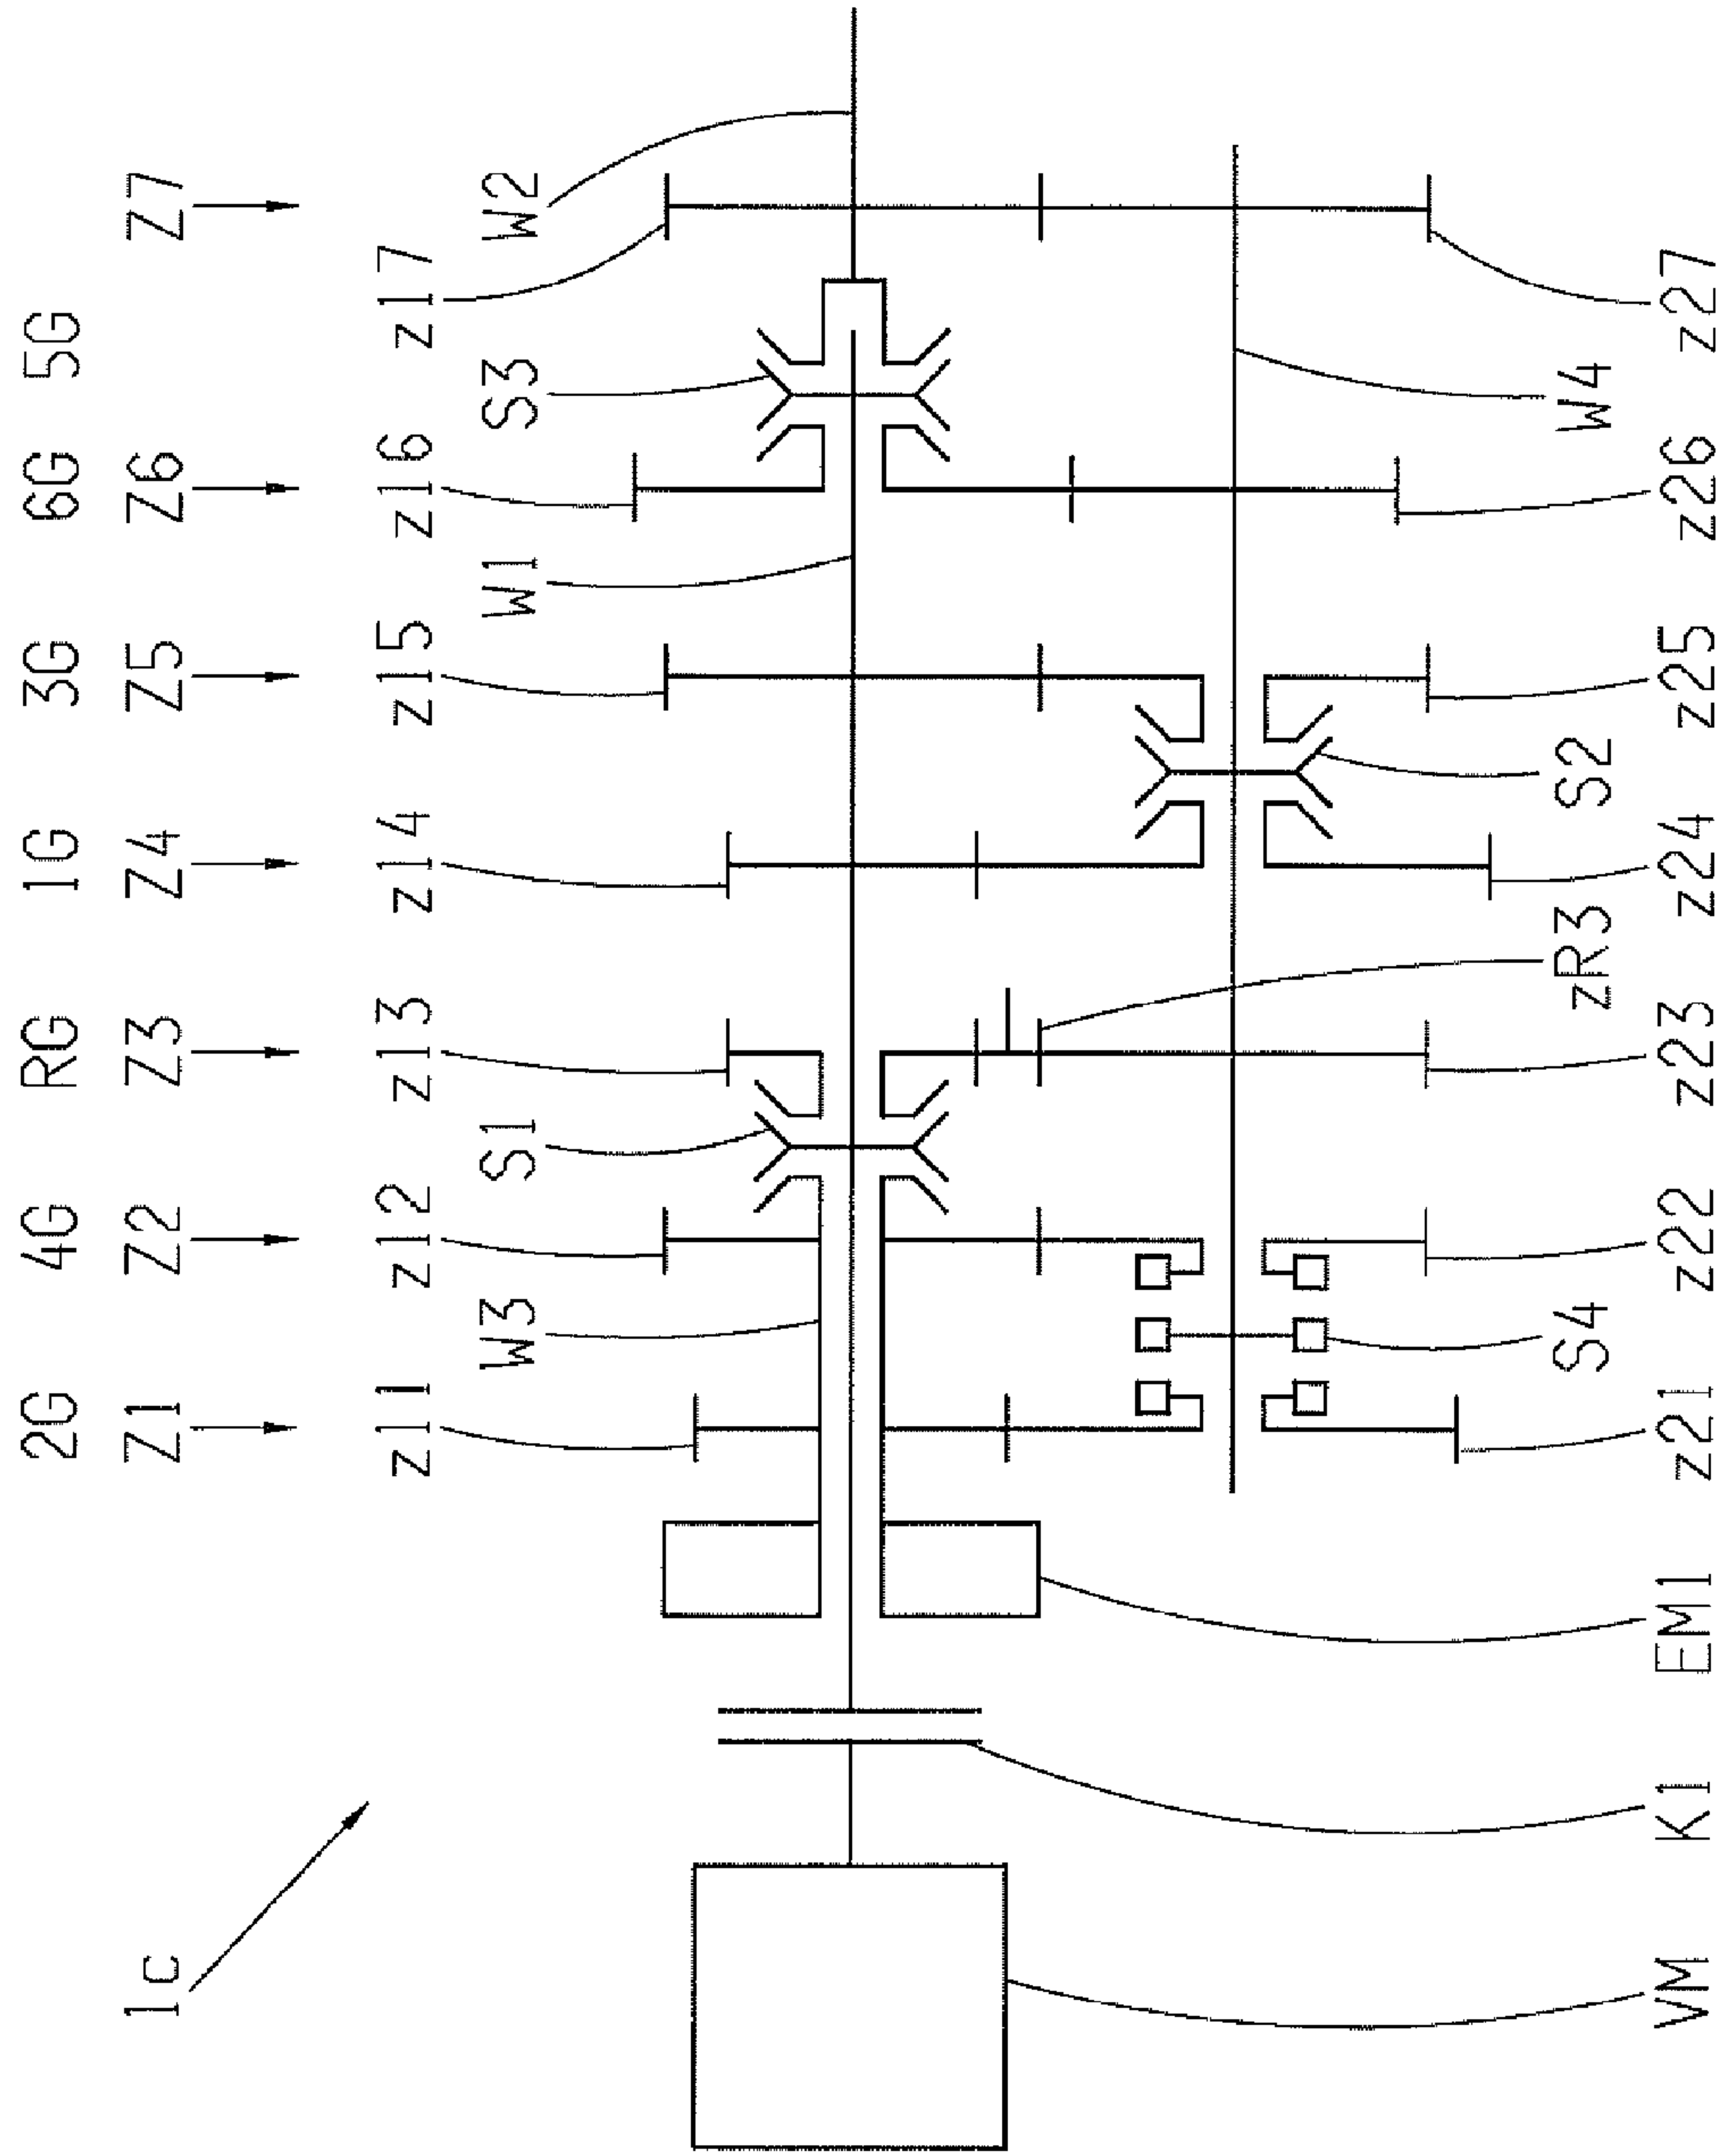 2G 4G RG 1G 3G 6G 5G
1c Z1 Z2 Z3 Z4 Z5 Z6 Z7
z11 z12 z13 z14 z15 z16 z17
W3 S1 W1 S3 W2
S4 zR3 S2 W4
VM K1 EM1 z21 z22 z23 z24 z25 z26 z27